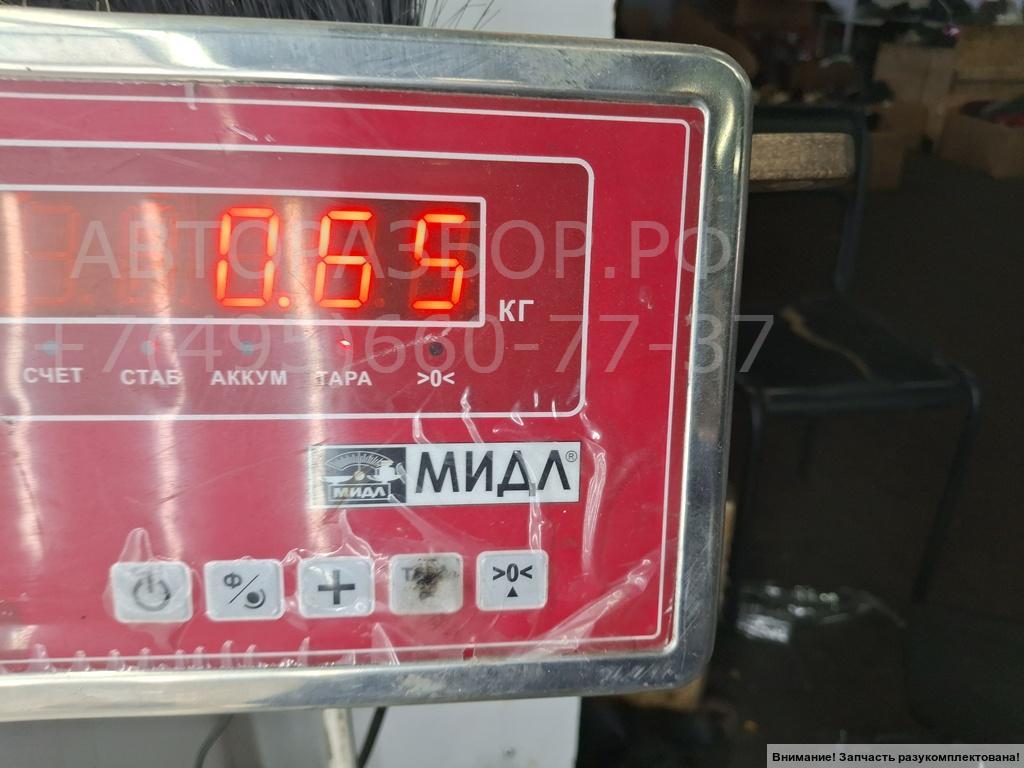 0.65
КГ
АВТОРАЗБОР.РФ
+7(495)660-77-37
СЧЕТ СТАБ АККУМ ТАРА >0<
МИДЛ МИДЛ®
Ф/ + >0<
Внимание! Запчасть разукомплектована!